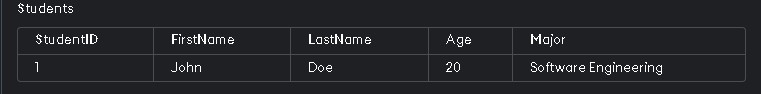 Students
StudentID FirstName LastName Age Major
1 John Doe 20 Software Engineering